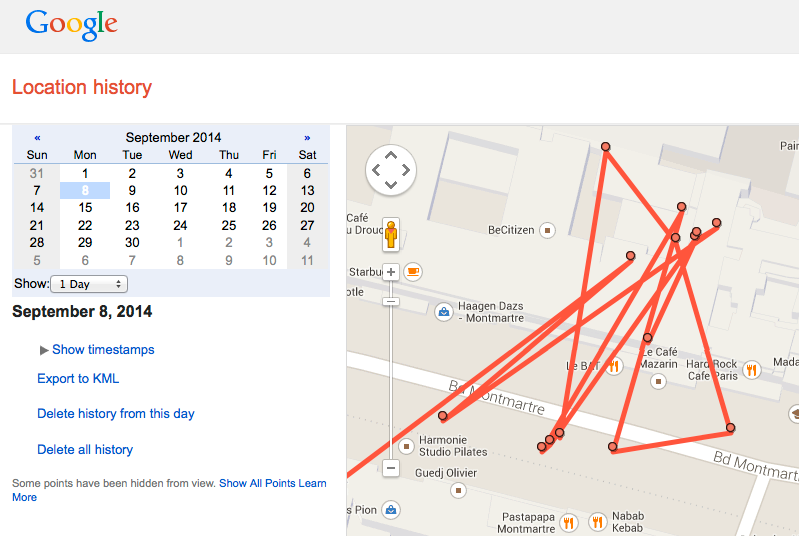 Google
Location history
« September 2014 »
Sun Mon Tue Wed Thu Fri Sat
31 1 2 3 4 5 6
7 8 9 10 11 12 13
14 15 16 17 18 19 20
21 22 23 24 25 26 27
28 29 30 1 2 3 4
5 6 7 8 9 10 11
Show: 1 Day
September 8, 2014
Show timestamps
Export to KML
Delete history from this day
Delete all history
Some points have been hidden from view. Show All Points Learn
More
Pain
Café
u Drouo
BeCitizen
Starbu
otle
Haagen Dazs
- Montmartre
Le BAT
Le Café
Mazarin
Hard Rock
Cafe Paris
Mada
Bd Montmartre
Bd Montmart
Harmonie
Studio Pilates
Guedj Olivier
s Pion
Pastapapa
Montmartre
Nabab
Kebab